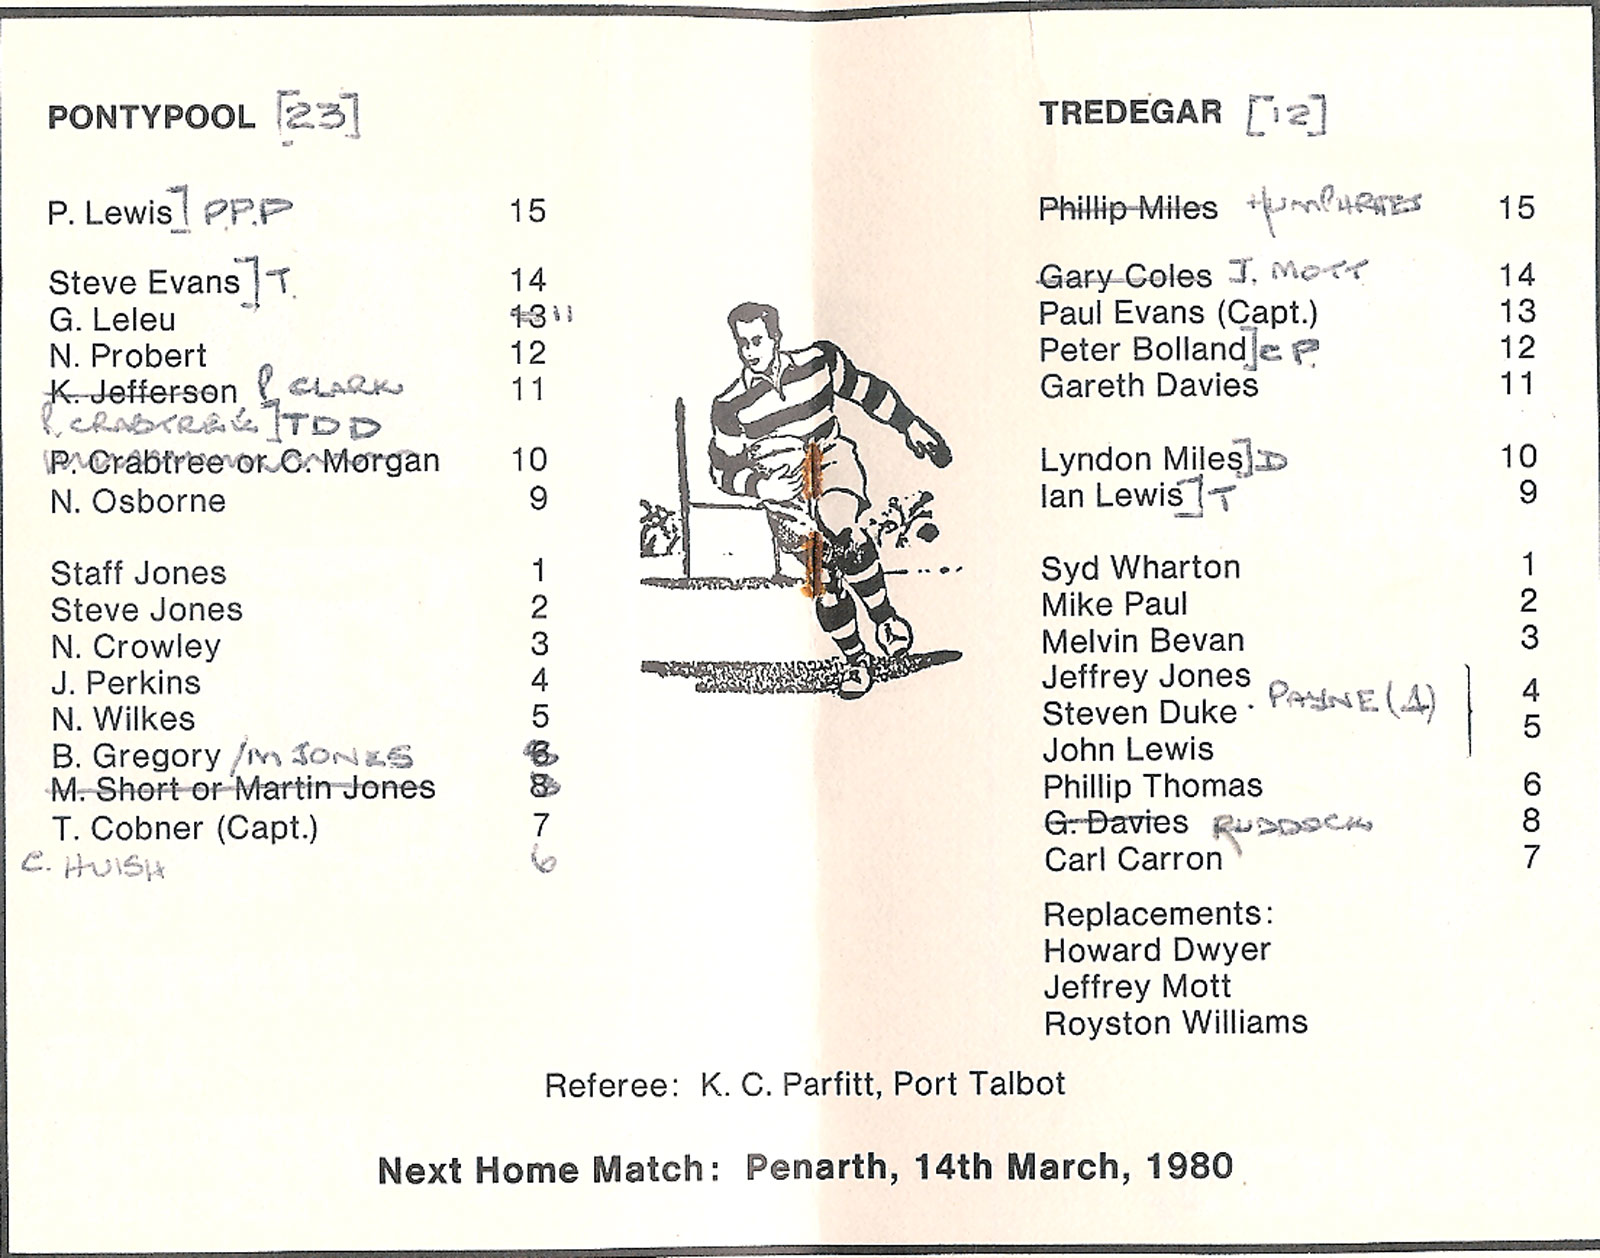 PONTYPOOL [23]
P. Lewis] P.P.P 15
Steve Evans] T. 14
G. Leleu 13 11
N. Probert 12
K. Jefferson P CLARK 11
P. CRABTREE] T D D
P. Crabtree or C. Morgan 10
N. Osborne 9
Staff Jones 1
Steve Jones 2
N. Crowley 3
J. Perkins 4
N. Wilkes 5
B. Gregory / M JONES
M. Short or Martin Jones 8
T. Cobner (Capt.) 7
C. HUISH 6
TREDEGAR [12]
Phillip Miles HUMPHRIES 15
Gary Coles J. MOTT 14
Paul Evans (Capt.) 13
Peter Bolland] C P. 12
Gareth Davies 11
Lyndon Miles] D 10
Ian Lewis] T 9
Syd Wharton 1
Mike Paul 2
Melvin Bevan 3
Jeffrey Jones 4
Steven Duke · PAYNE (1) 5
John Lewis
Phillip Thomas 6
G. Davies RUDDOCK 8
Carl Carron 7
Replacements:
Howard Dwyer
Jeffrey Mott
Royston Williams
Referee: K. C. Parfitt, Port Talbot
Next Home Match: Penarth, 14th March, 1980